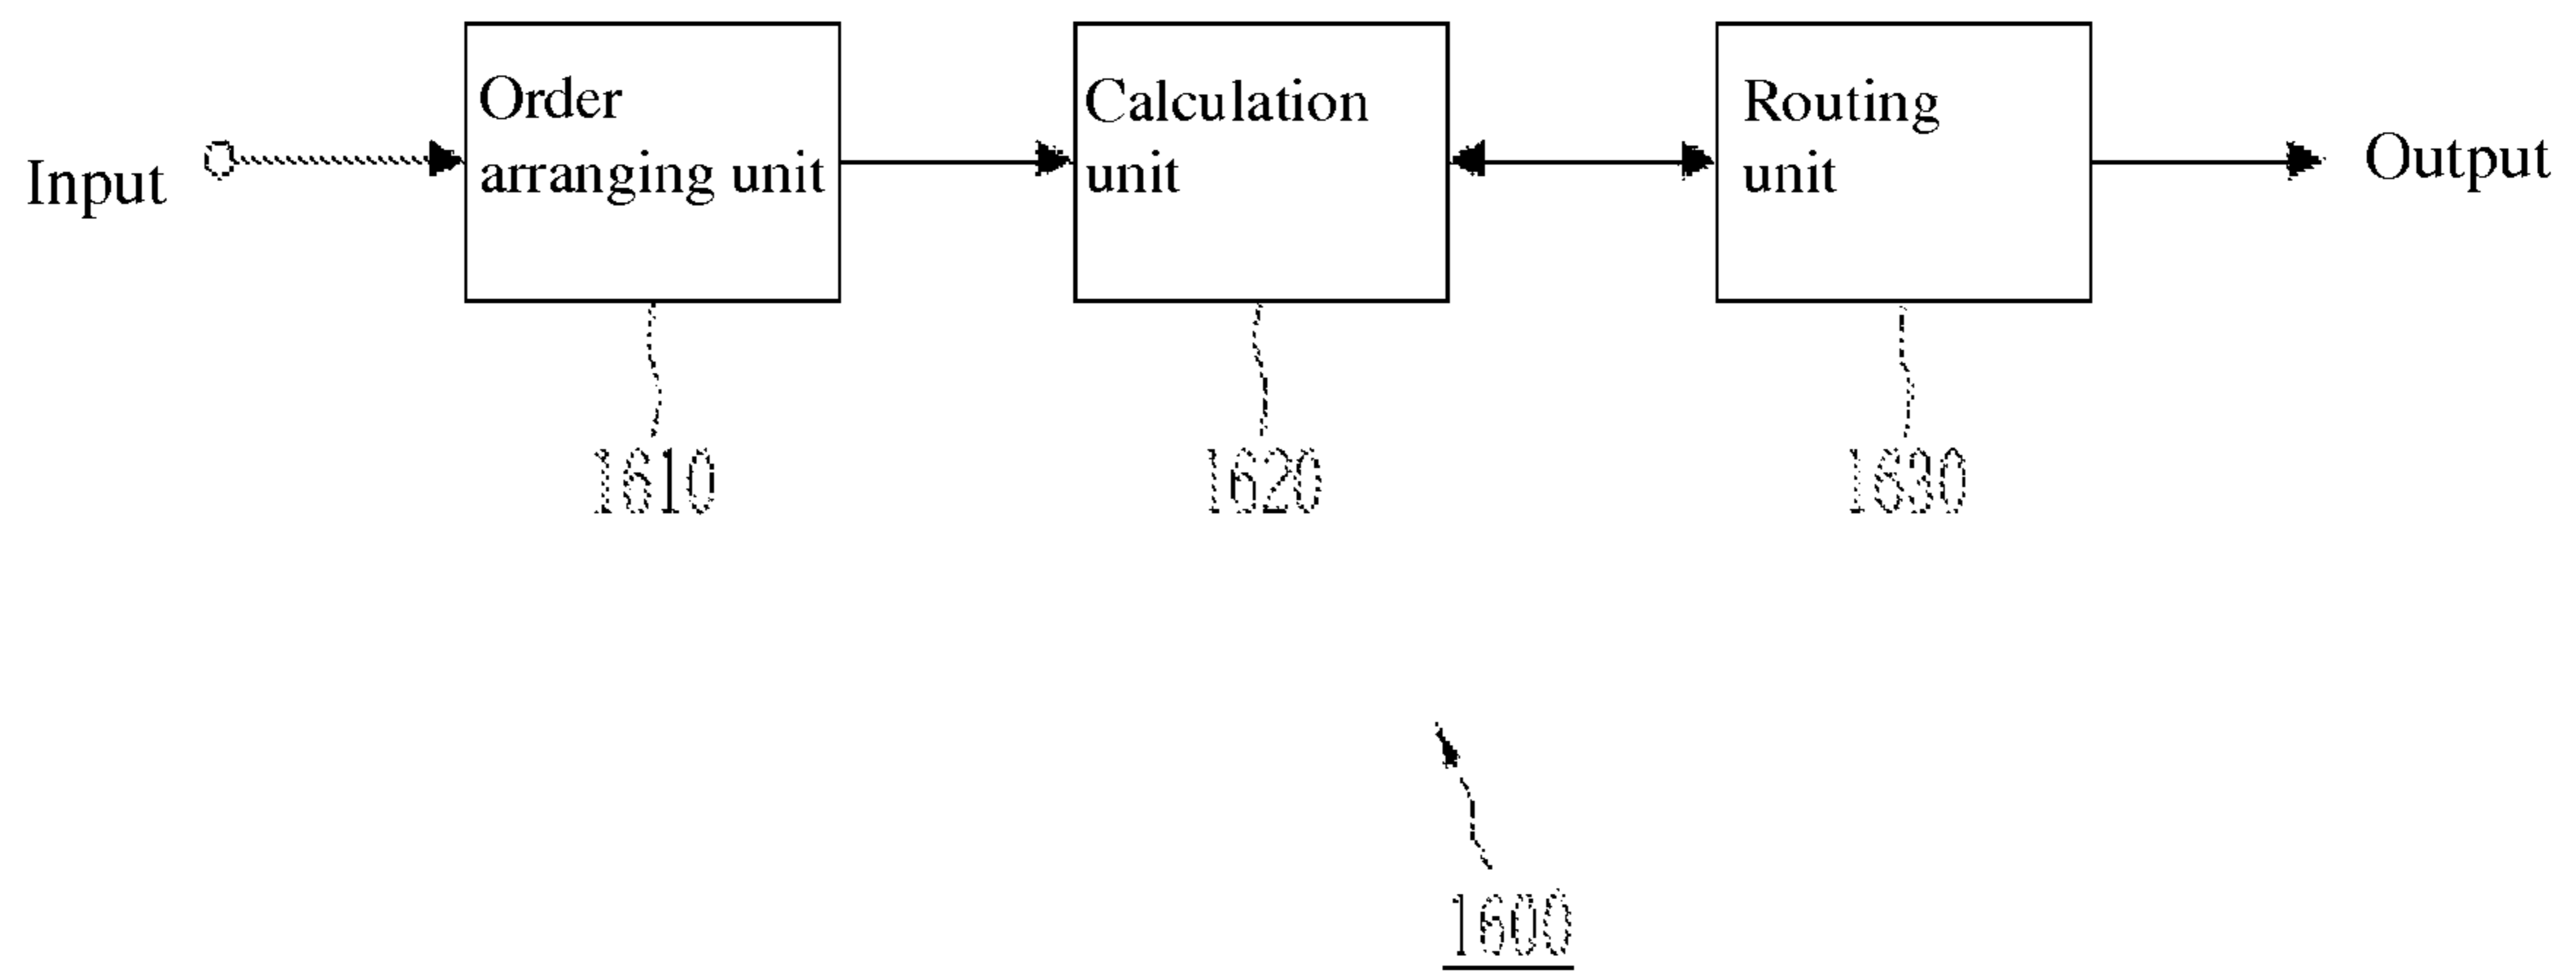 Input
Order
arranging unit
Calculation
unit
Routing
unit
Output
1610
1620
1630
1600